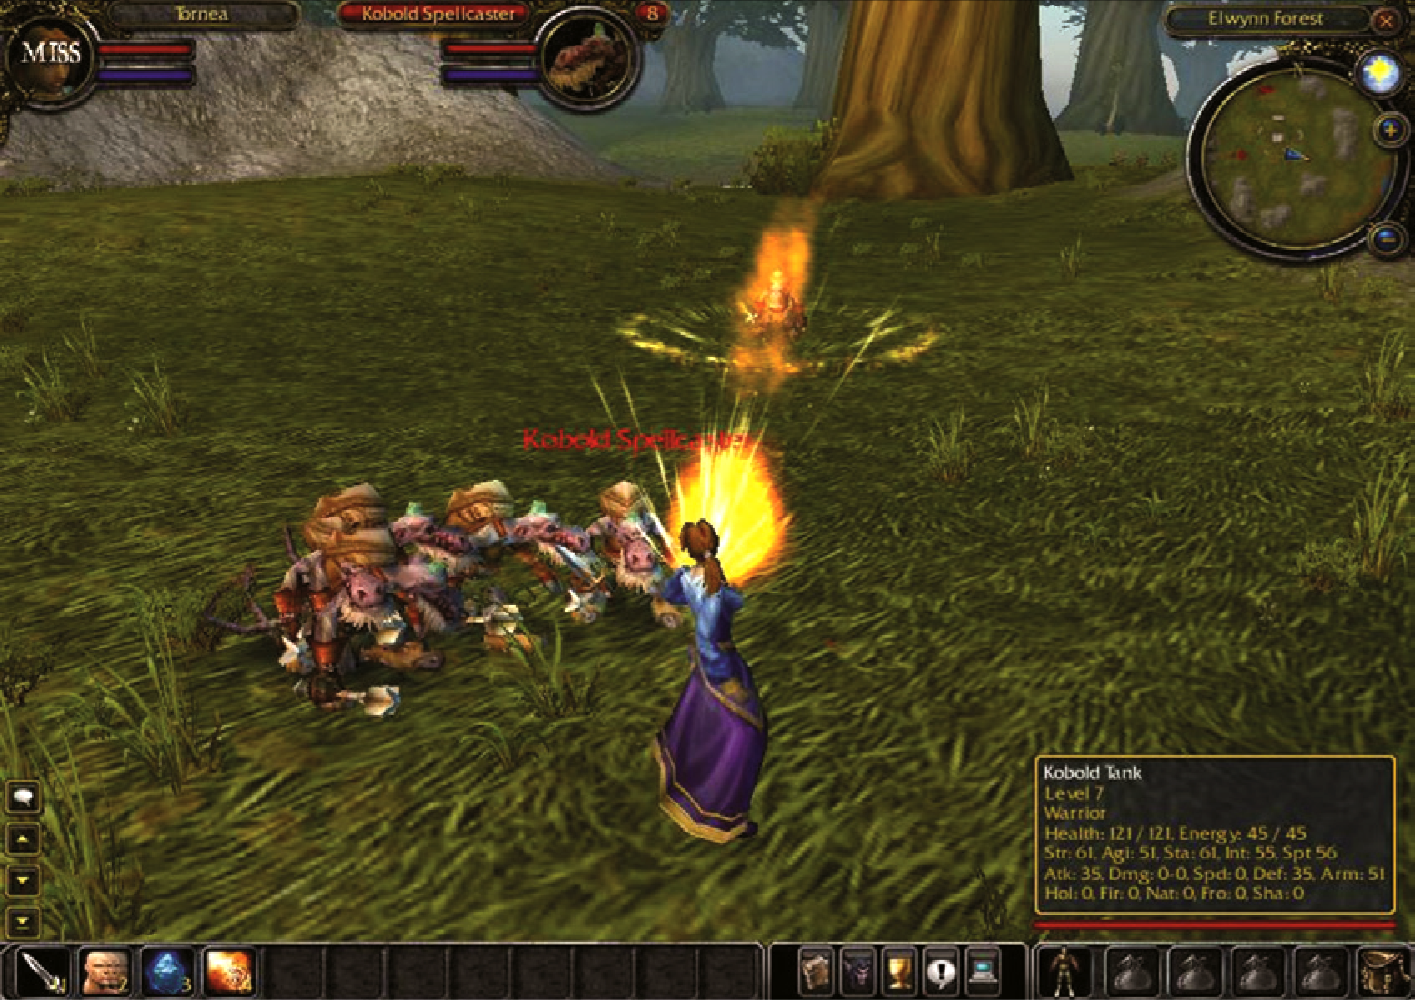 Tornea
Kobold Spellcaster
8
Elwynn Forest
MISS
Kobold Spellcaster
Kobold Tank
Level 7
Warrior
Health: 121 / 121, Energy: 45 / 45
Str: 61, Agi: 51, Sta: 61, Int: 55, Spt 56
Atk: 35, Dmg: 0-0, Spd: 0, Def: 35, Arm: 51
Hol: 0, Fir: 0, Nat: 0, Fro: 0, Sha: 0
2
3